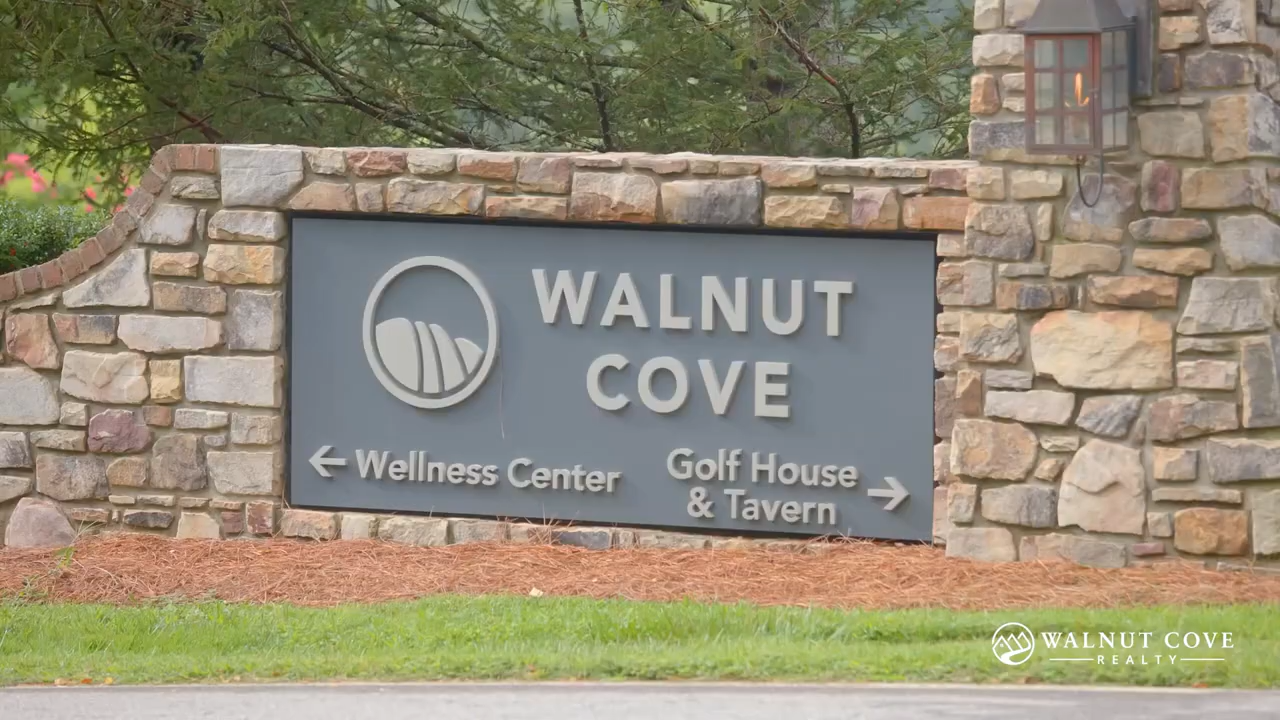 WALNUT
COVE
← Wellness Center
Golf House
& Tavern →
WALNUT COVE
REALTY